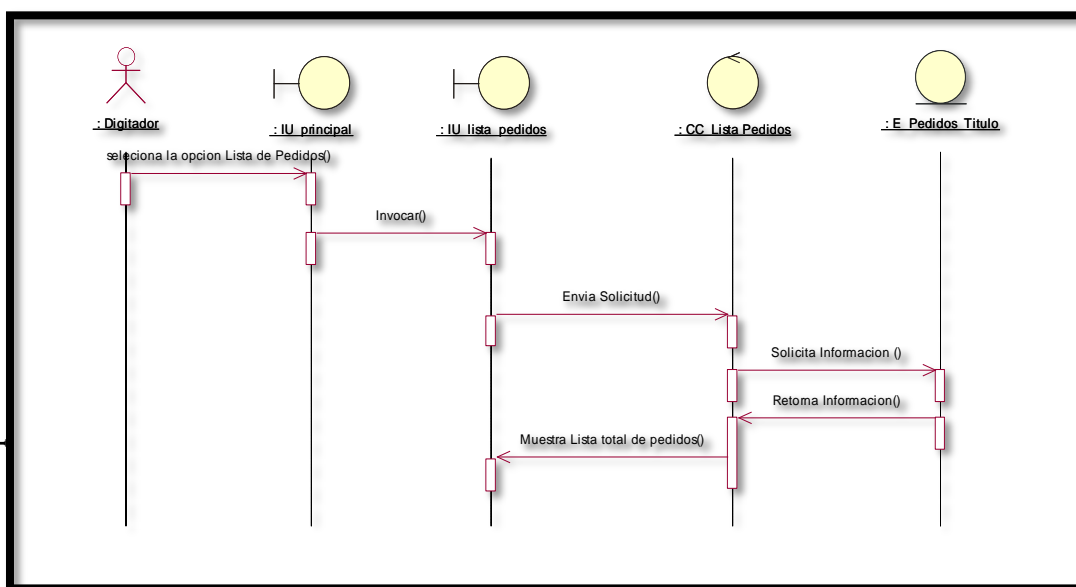 : Digitador
: IU_principal
: IU_lista_pedidos
: CC_Lista Pedidos
: E_Pedidos_Titulo
seleciona la opcion Lista de Pedidos()
Invocar()
Envia Solicitud()
Solicita Informacion ()
Retorna Informacion()
Muestra Lista total de pedidos()